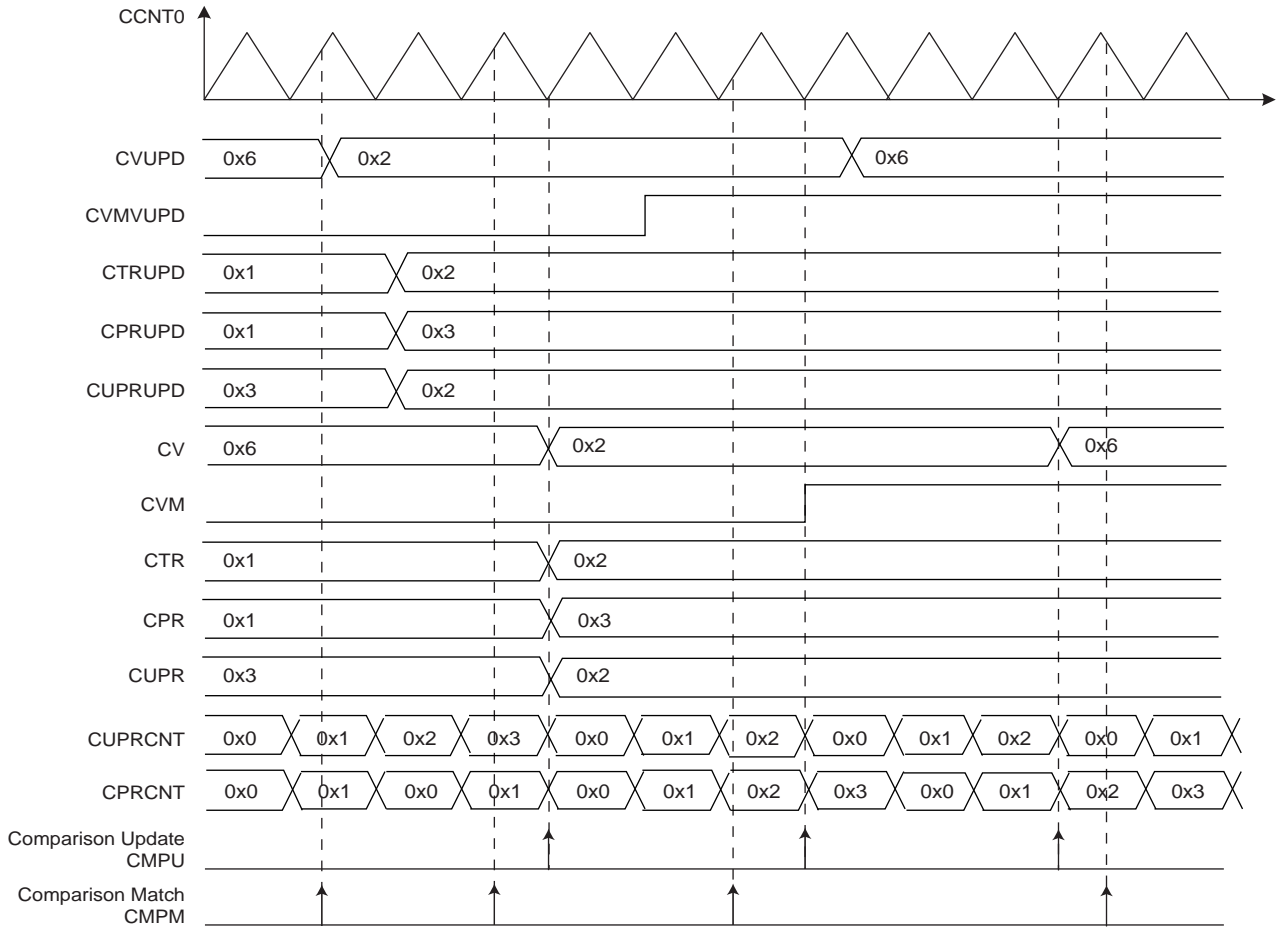 CCNT0
CVUPD 0x6 0x2 0x6
CVMVUPD
CTRUPD 0x1 0x2
CPRUPD 0x1 0x3
CUPRUPD 0x3 0x2
CV 0x6 0x2 0x6
CVM
CTR 0x1 0x2
CPR 0x1 0x3
CUPR 0x3 0x2
CUPRCNT 0x0 0x1 0x2 0x3 0x0 0x1 0x2 0x0 0x1 0x2 0x0 0x1
CPRCNT 0x0 0x1 0x0 0x1 0x0 0x1 0x2 0x3 0x0 0x1 0x2 0x3
Comparison Update
CMPU
Comparison Match
CMPM